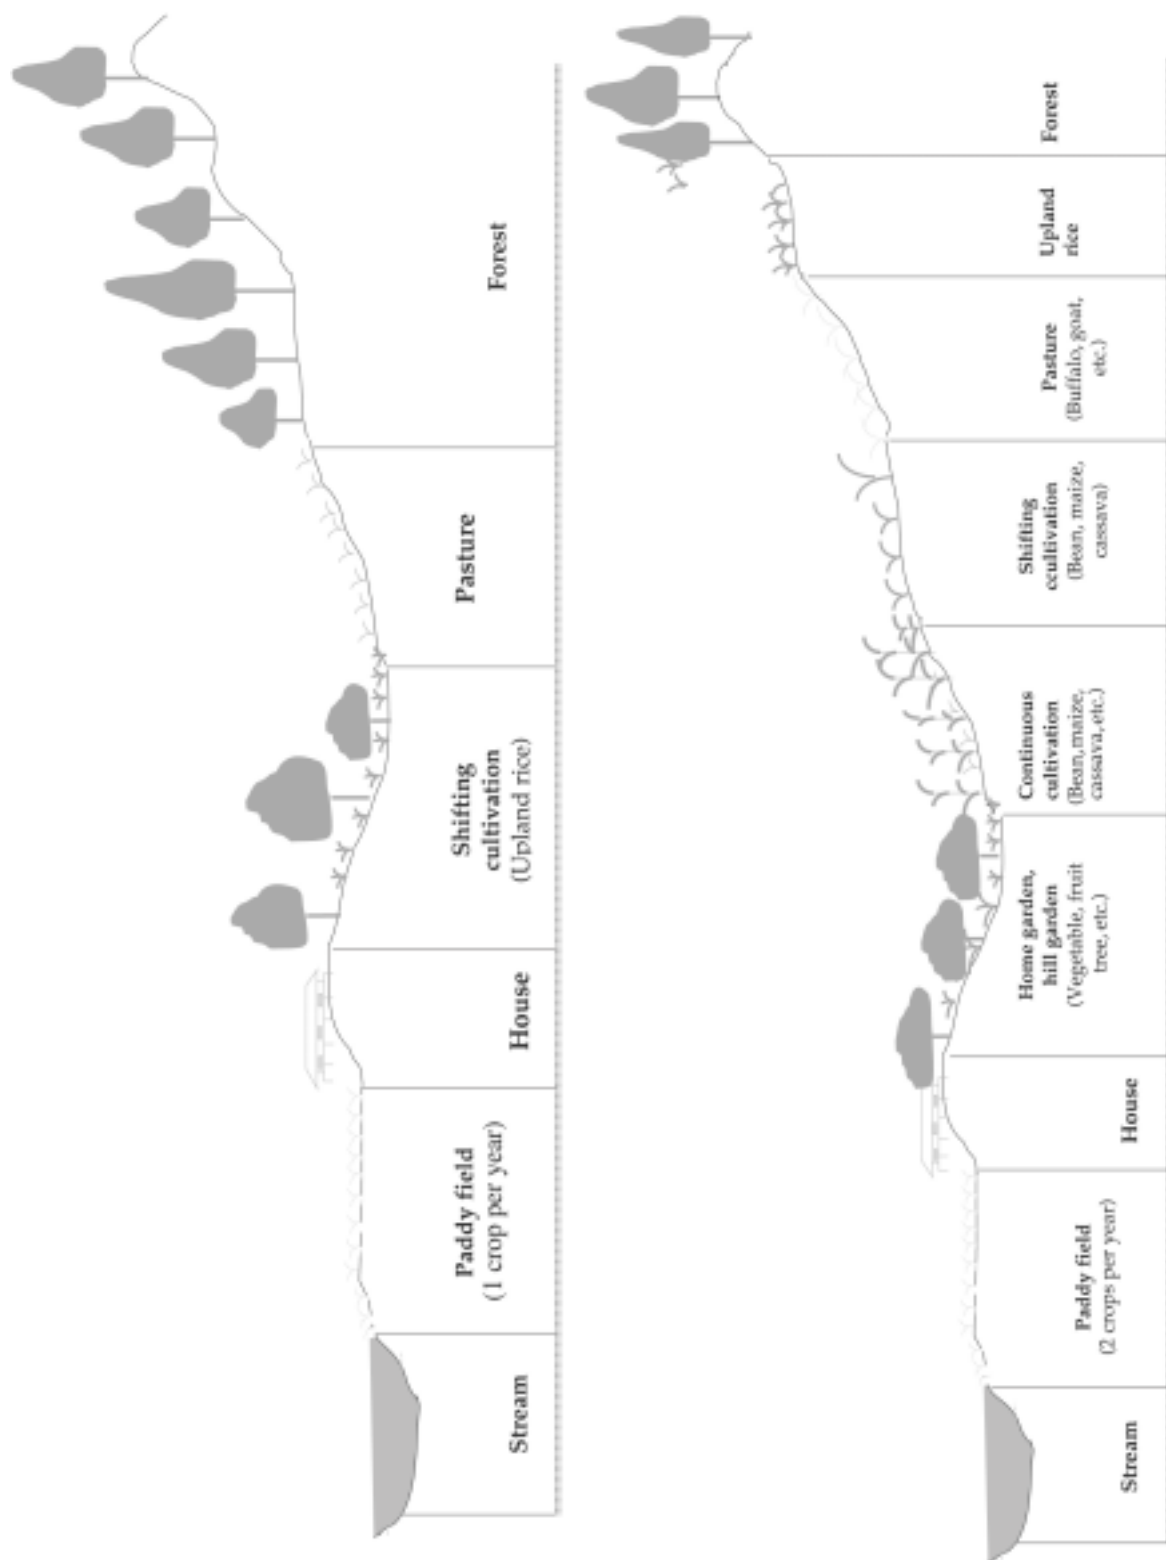 Stream
Paddy field
(1 crop per year)
House
Shifting
cultivation
(Upland rice)
Pasture
Forest
Stream
Paddy field
(2 crops per year)
House
Home garden,
hill garden
(Vegetable, fruit
tree, etc.)
Continuous
cultivation
(Bean, maize,
cassava, etc.)
Shifting
ccultivation
(Bean, maize,
cassava)
Pasture
(Buffalo, goat,
etc.)
Upland
rice
Forest